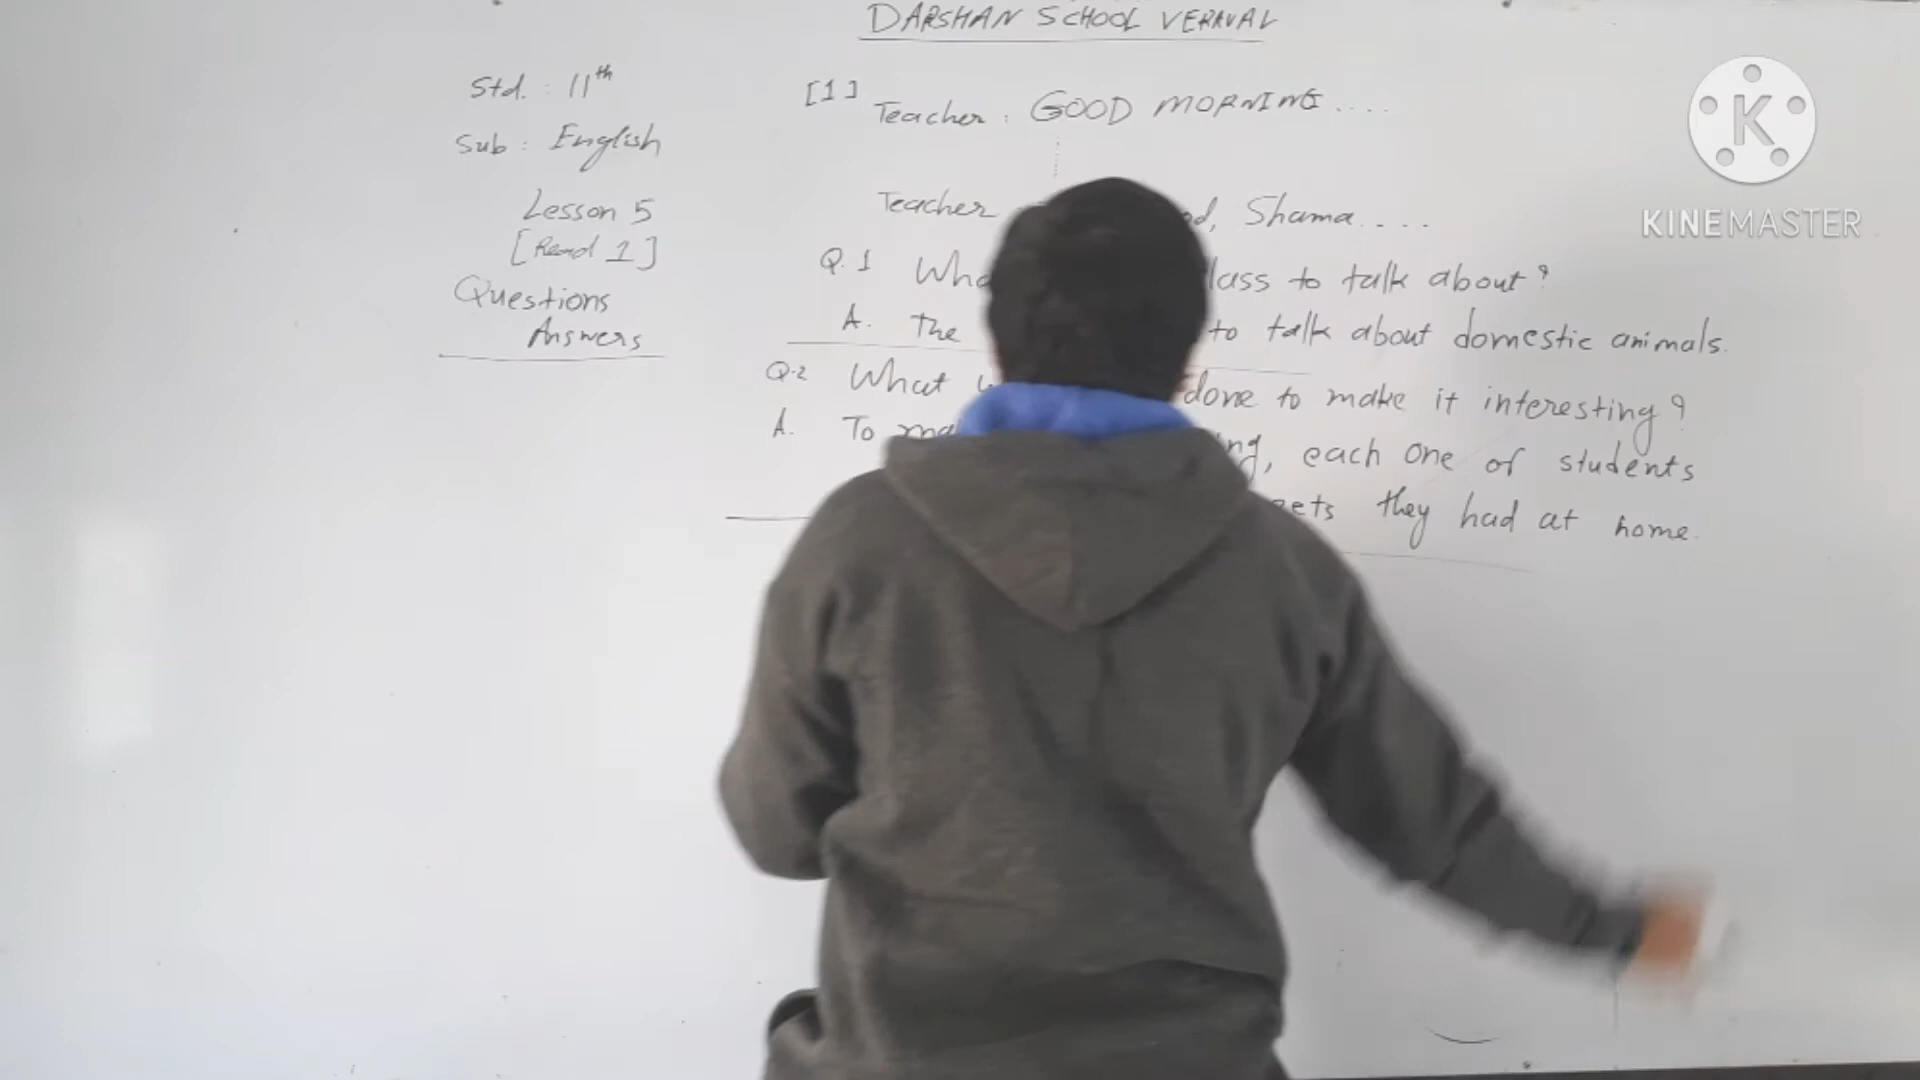 DARSHAN SCHOOL VERAVAL
Std. : 11th
Sub : English
Lesson 5
[Read 1]
Questions
Answers
[1]
Teacher : GOOD MORNING....
Teacher Shama....
Q.1 to talk about?
A. The to talk about domestic animals.
Q.2 What done to make it interesting?
A. To each one of students
they had at home.
KINEMASTER